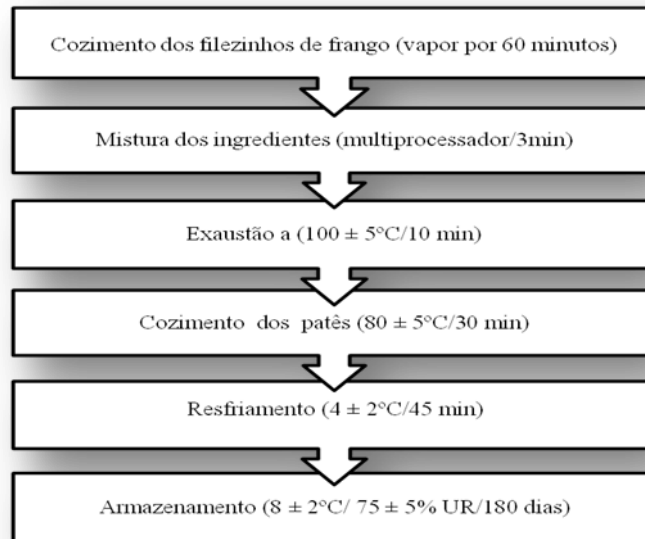 Cozimento dos filezinhos de frango (vapor por 60 minutos)
Mistura dos ingredientes (multiprocessador/3min)
Exaustão a (100 ± 5°C/10 min)
Cozimento dos patês (80 ± 5°C/30 min)
Resfriamento (4 ± 2°C/45 min)
Armazenamento (8 ± 2°C/ 75 ± 5% UR/180 dias)